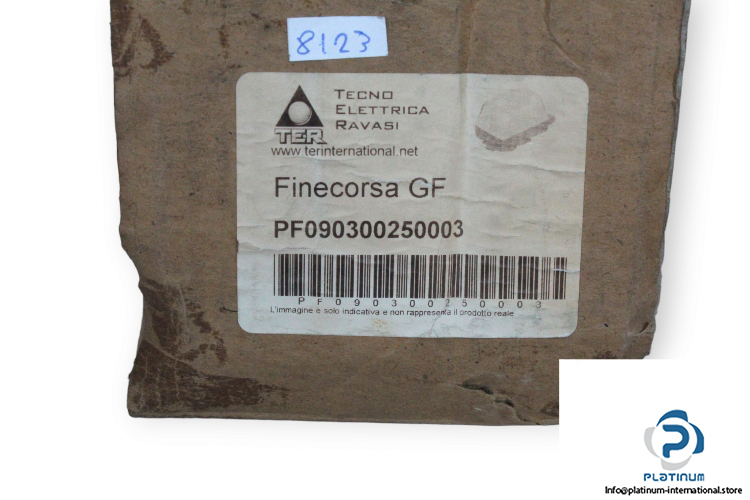 8123
TECNO
ELETTRICA
RAVASI
TER
www.terinternational.net
Finecorsa GF
PF090300250003
PF090300250003
L'immagine è solo indicativa e non rappresenta il prodotto reale
PLATINUM
Info@platinum-international.store